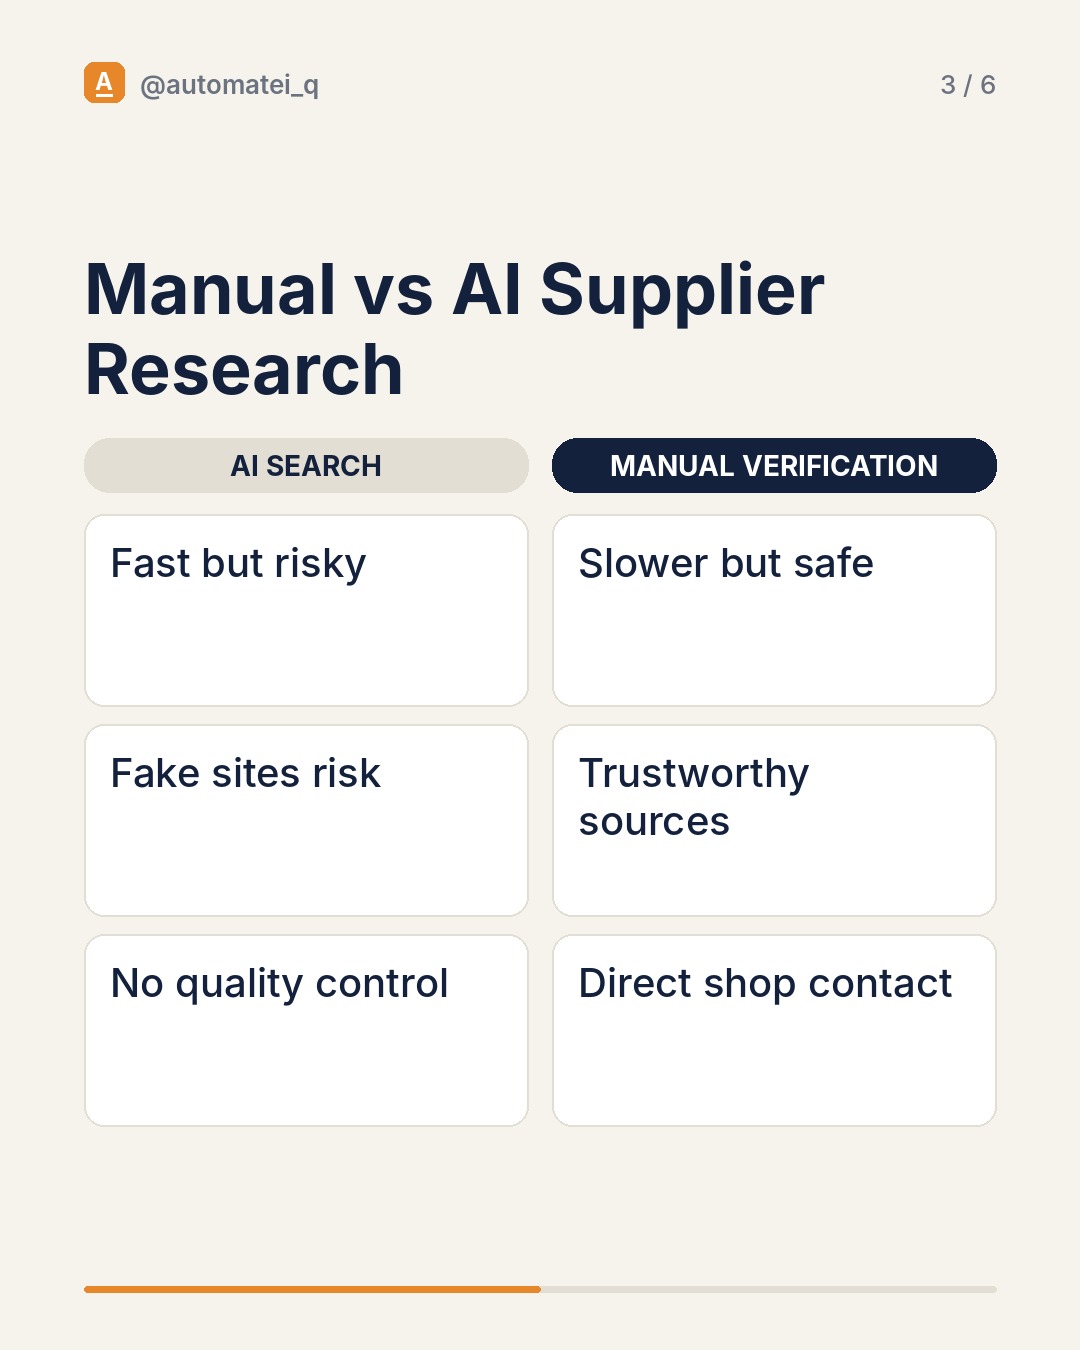 A
@automatei_q
3 / 6
Manual vs AI Supplier
Research
AI SEARCH
MANUAL VERIFICATION
Fast but risky
Slower but safe
Fake sites risk
Trustworthy
sources
No quality control
Direct shop contact